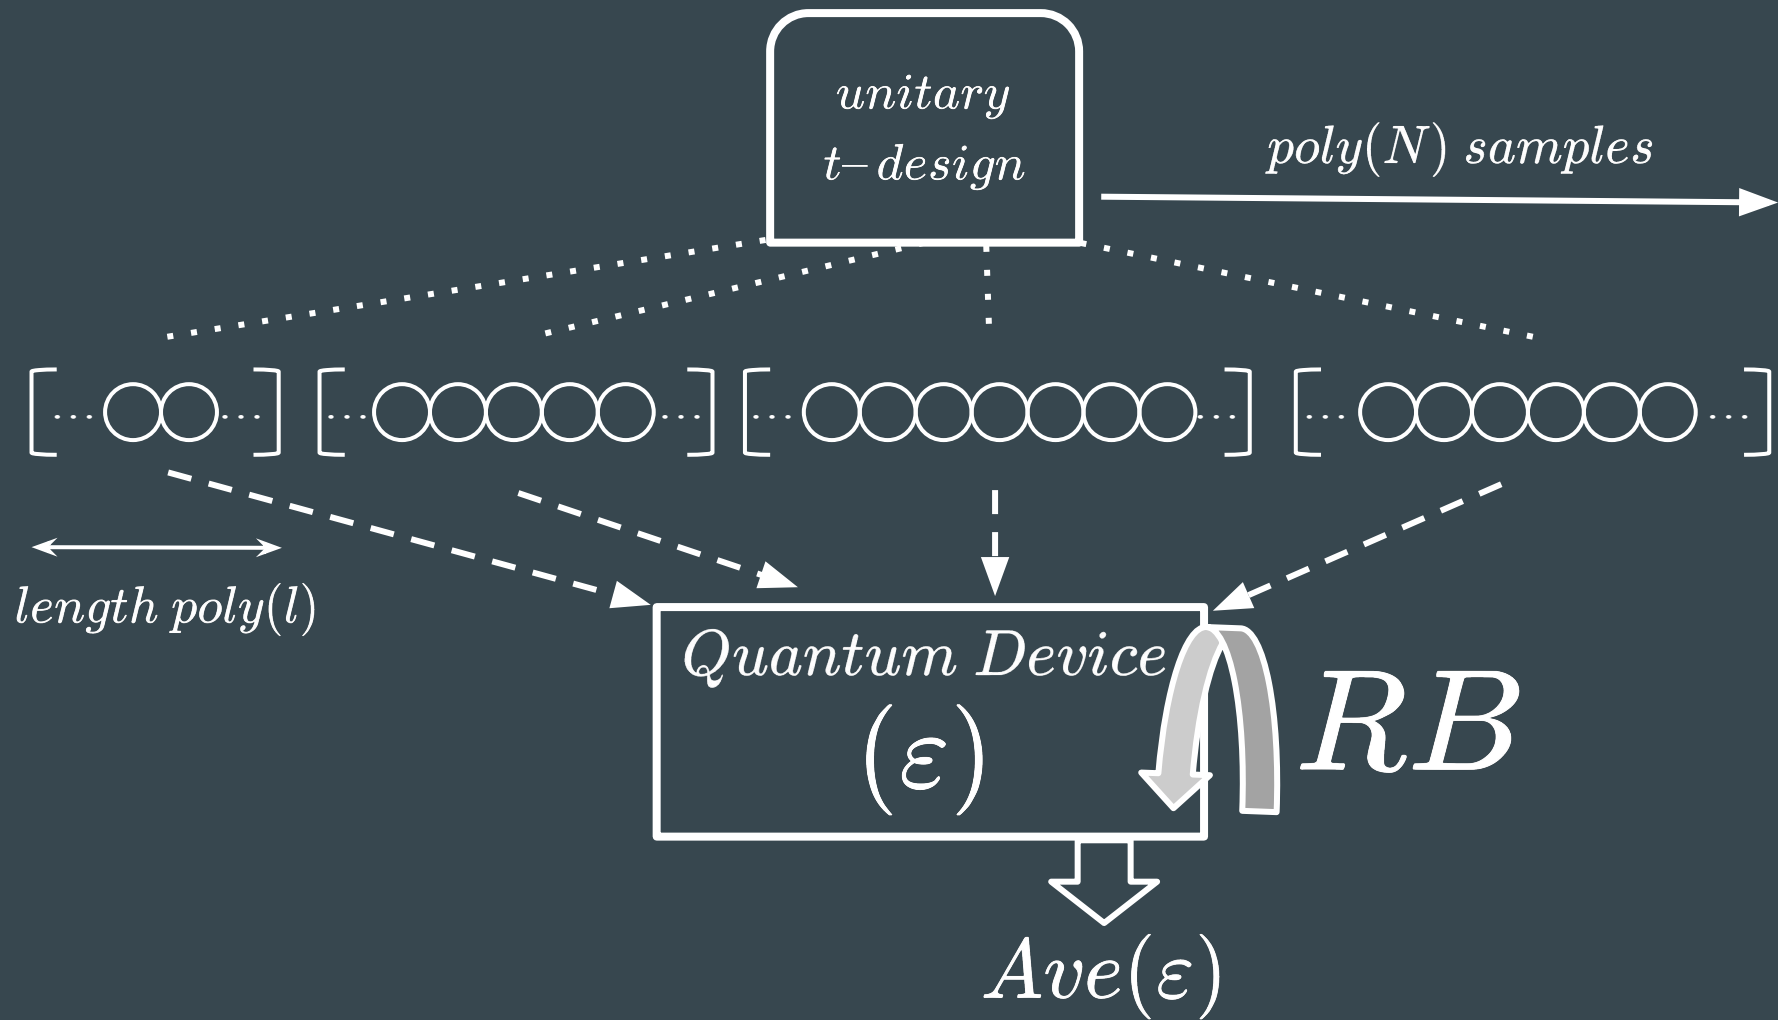 unitary
t–design
poly(N) samples
[ ... ... ] [ ... ... ] [ ... ... ] [ ... ... ]
length poly(l)
Quantum Device
(ε)
RB
Ave(ε)